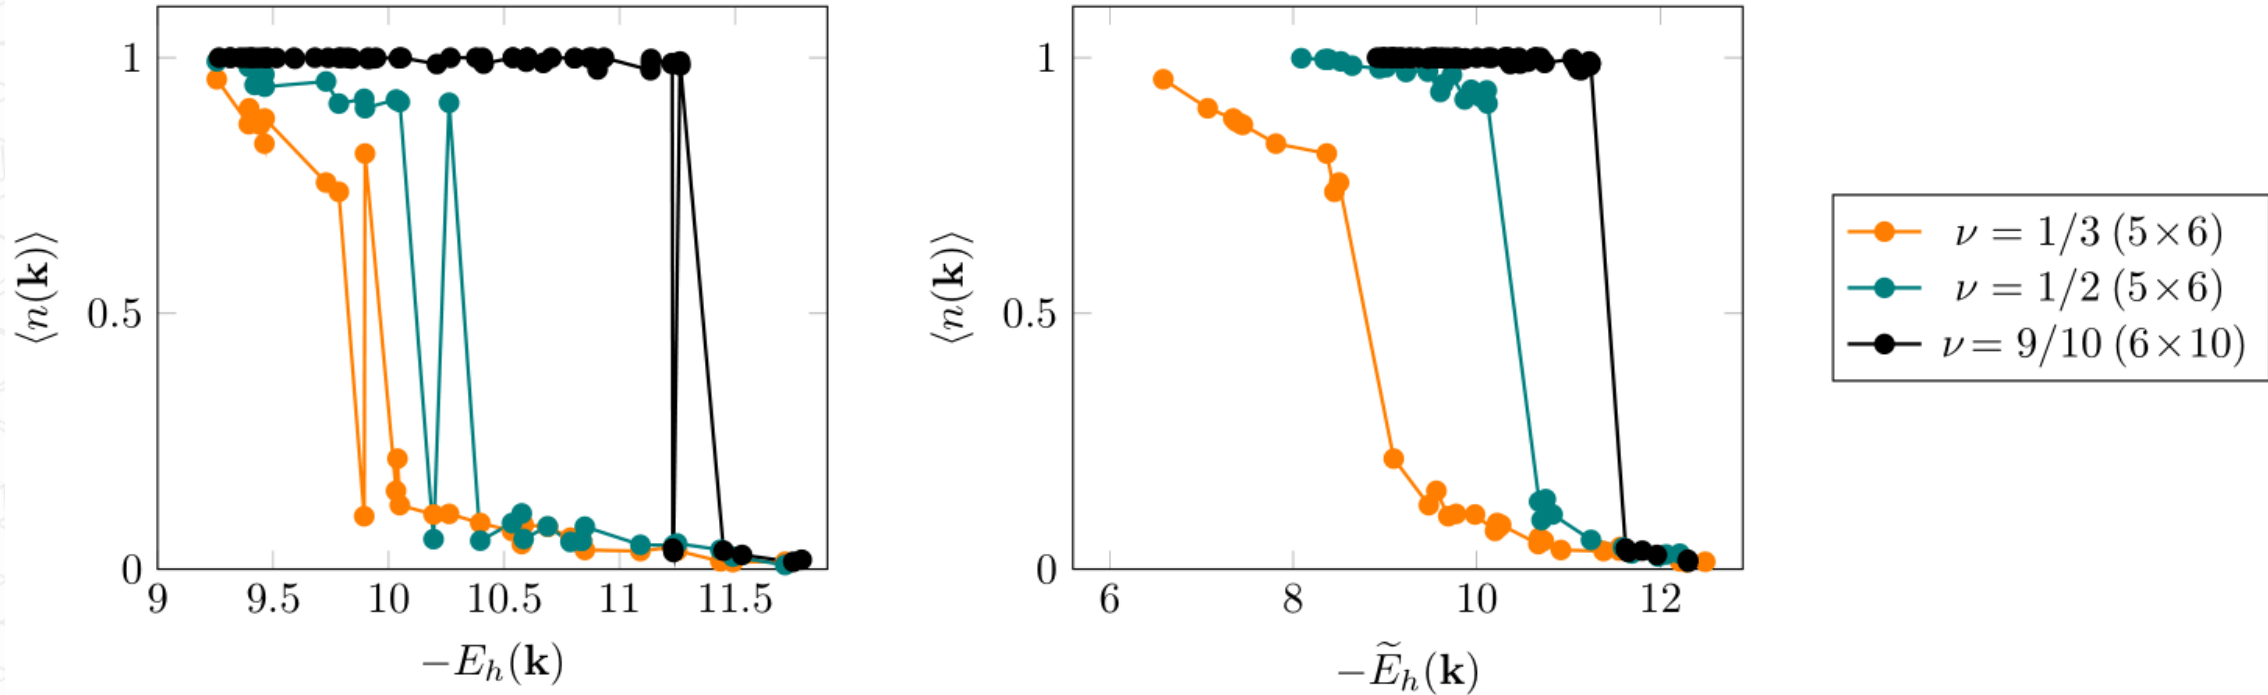 ⟨n(k)⟩
1
0.5
0
9 9.5 10 10.5 11 11.5
−E_h(k)
⟨n(k)⟩
1
0.5
0
6 8 10 12
−Ẽ_h(k)
ν = 1/3 (5×6)
ν = 1/2 (5×6)
ν = 9/10 (6×10)